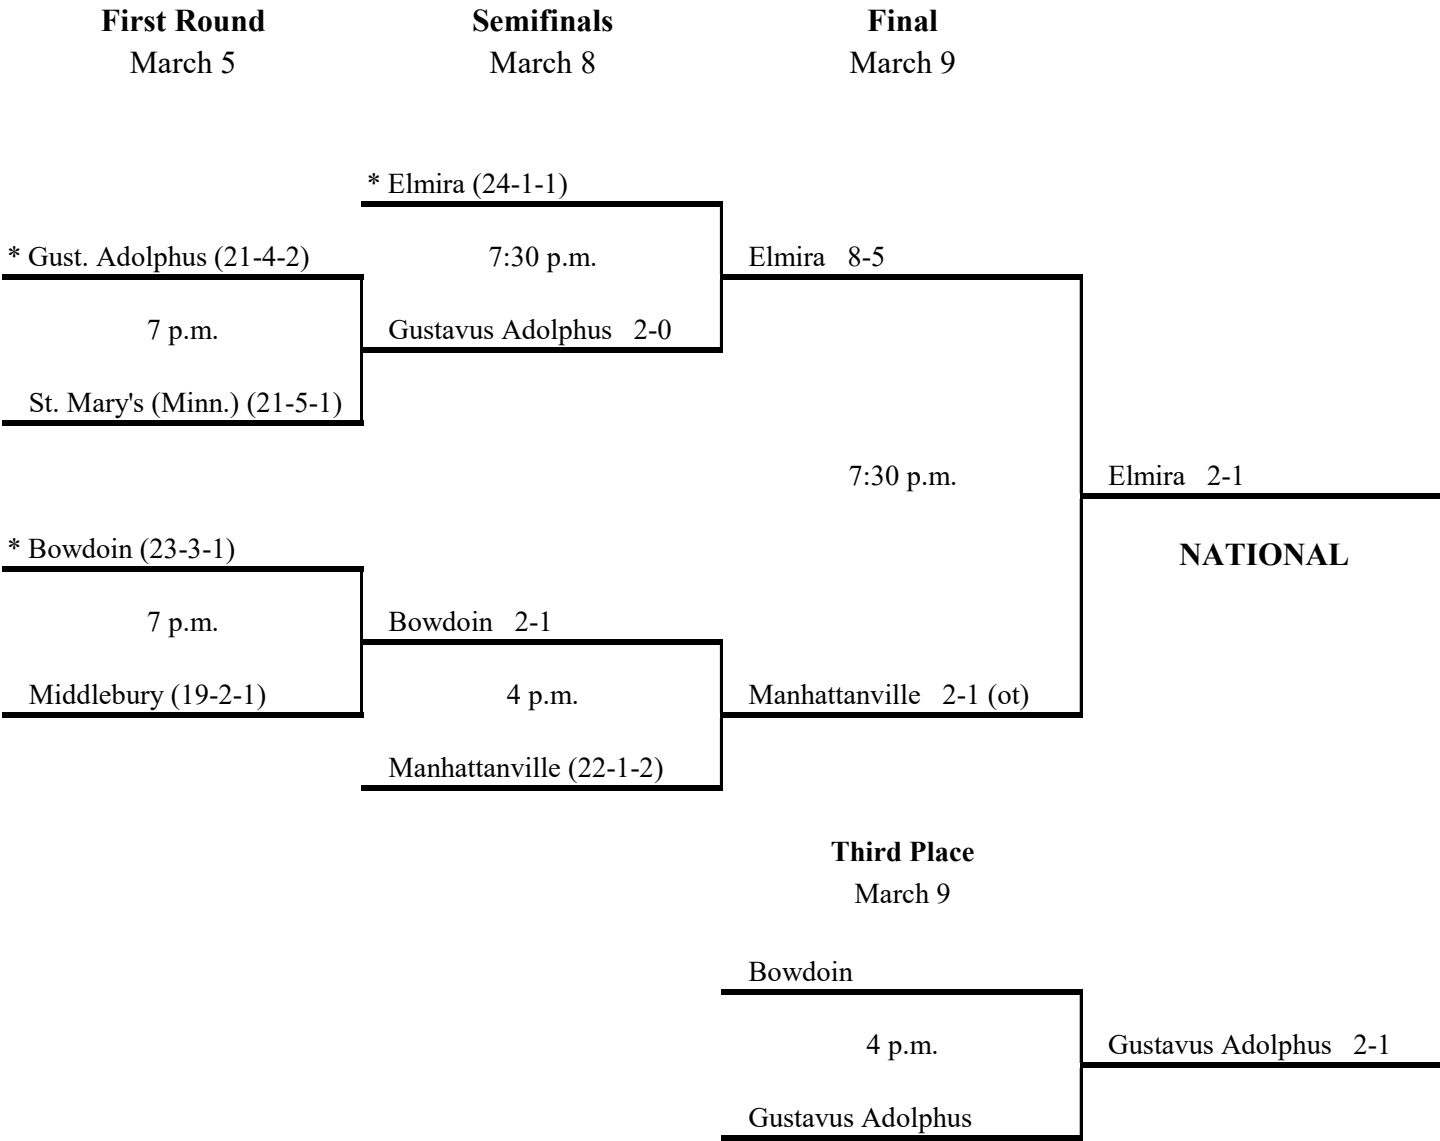 First Round
Semifinals
Final
March 5
March 8
March 9
* Elmira (24-1-1)
* Gust. Adolphus (21-4-2)
7:30 p.m.
Elmira 8-5
7 p.m.
Gustavus Adolphus 2-0
St. Mary's (Minn.) (21-5-1)
7:30 p.m.
Elmira 2-1
* Bowdoin (23-3-1)
NATIONAL
7 p.m.
Bowdoin 2-1
Middlebury (19-2-1)
4 p.m.
Manhattanville 2-1 (ot)
Manhattanville (22-1-2)
Third Place
March 9
Bowdoin
4 p.m.
Gustavus Adolphus 2-1
Gustavus Adolphus